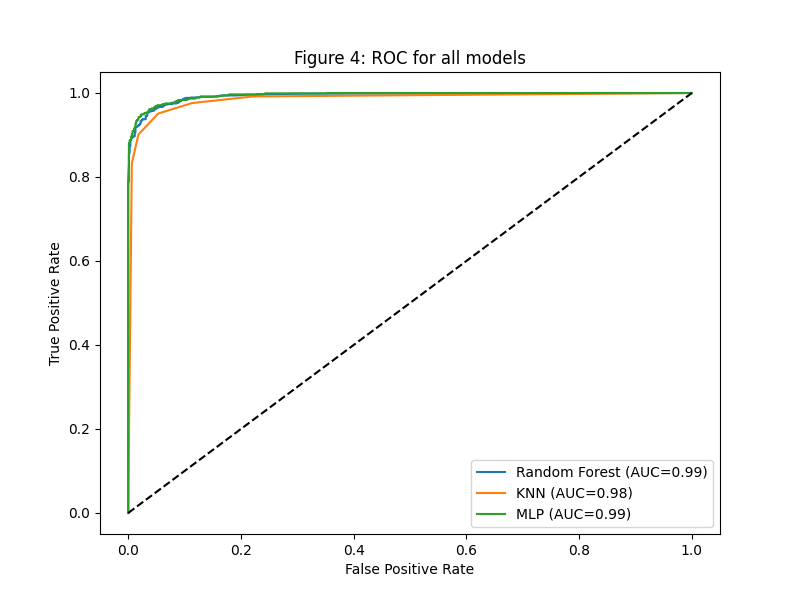 Figure 4: ROC for all models
True Positive Rate
1.0
0.8
0.6
0.4
0.2
0.0
0.0 0.2 0.4 0.6 0.8 1.0
False Positive Rate
Random Forest (AUC=0.99)
KNN (AUC=0.98)
MLP (AUC=0.99)